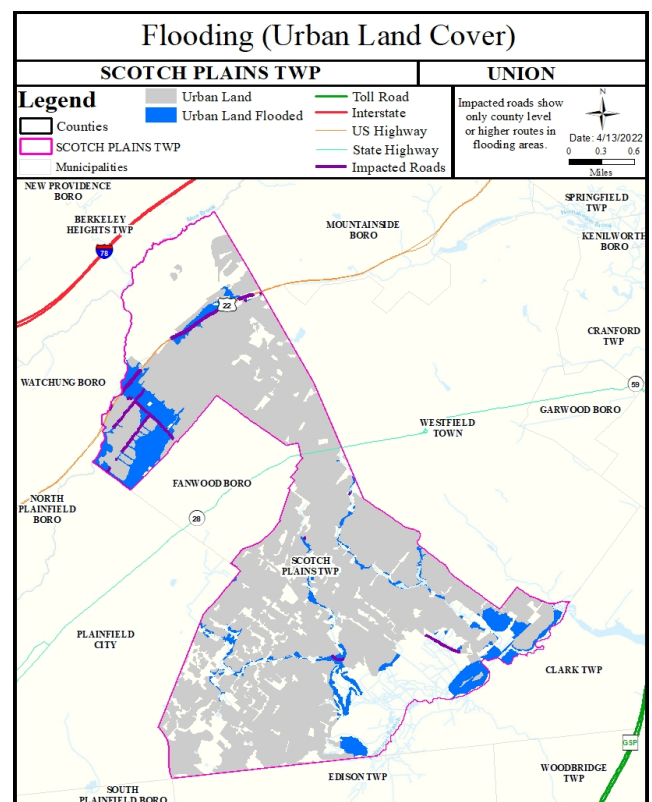 Flooding (Urban Land Cover)
SCOTCH PLAINS TWP
UNION
Legend
Counties
SCOTCH PLAINS TWP
Municipalities
Urban Land
Urban Land Flooded
Toll Road
Interstate
US Highway
State Highway
Impacted Roads
Impacted roads show
only county level
or higher routes in
flooding areas.
N
Date: 4/13/2022
0 0.3 0.6
Miles
NEW PROVIDENCE
BORO
BERKELEY
HEIGHTS TWP
78
MOUNTAINSIDE
BORO
SPRINGFIELD
TWP
KENILWORTH
BORO
22
CRANFORD
TWP
WATCHUNG BORO
59
GARWOOD BORO
WESTFIELD
TOWN
FANWOOD BORO
NORTH
PLAINFIELD
BORO
28
SCOTCH
PLAINS TWP
PLAINFIELD
CITY
CLARK TWP
GSP
EDISON TWP
WOODBRIDGE
TWP
SOUTH
PLAINFIELD BORO